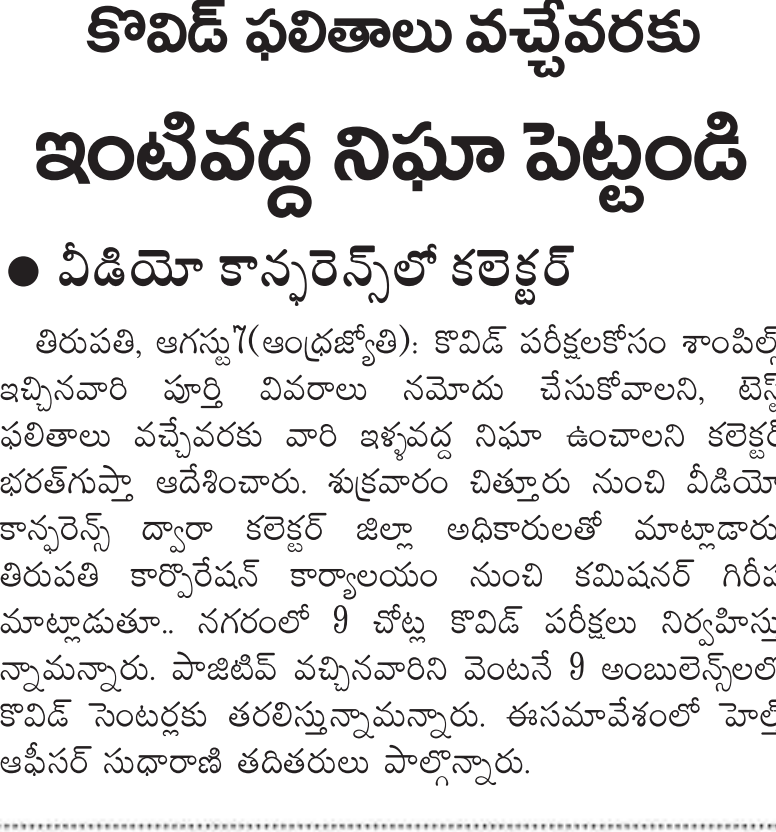 కొవిడ్ ఫలితాలు వచ్చేవరకు
ఇంటివద్ద నిఘా పెట్టండి
● వీడియో కాన్ఫరెన్స్‌లో కలెక్టర్
తిరుపతి, ఆగస్టు7(ఆంధ్రజ్యోతి): కొవిడ్ పరీక్షలకోసం శాంపిల్స్
ఇచ్చినవారి పూర్తి వివరాలు నమోదు చేసుకోవాలని, టెస్ట్
ఫలితాలు వచ్చేవరకు వారి ఇళ్ళవద్ద నిఘా ఉంచాలని కలెక్టర్
భరత్‌గుప్తా ఆదేశించారు. శుక్రవారం చిత్తూరు నుంచి వీడియో
కాన్ఫరెన్స్ ద్వారా కలెక్టర్ జిల్లా అధికారులతో మాట్లాడారు
తిరుపతి కార్పొరేషన్ కార్యాలయం నుంచి కమిషనర్ గిరీష
మాట్లాడుతూ.. నగరంలో 9 చోట్ల కొవిడ్ పరీక్షలు నిర్వహిస్తు
న్నామన్నారు. పాజిటివ్ వచ్చినవారిని వెంటనే 9 అంబులెన్స్‌లలో
కొవిడ్ సెంటర్లకు తరలిస్తున్నామన్నారు. ఈసమావేశంలో హెల్త్
ఆఫీసర్ సుధారాణి తదితరులు పాల్గొన్నారు.